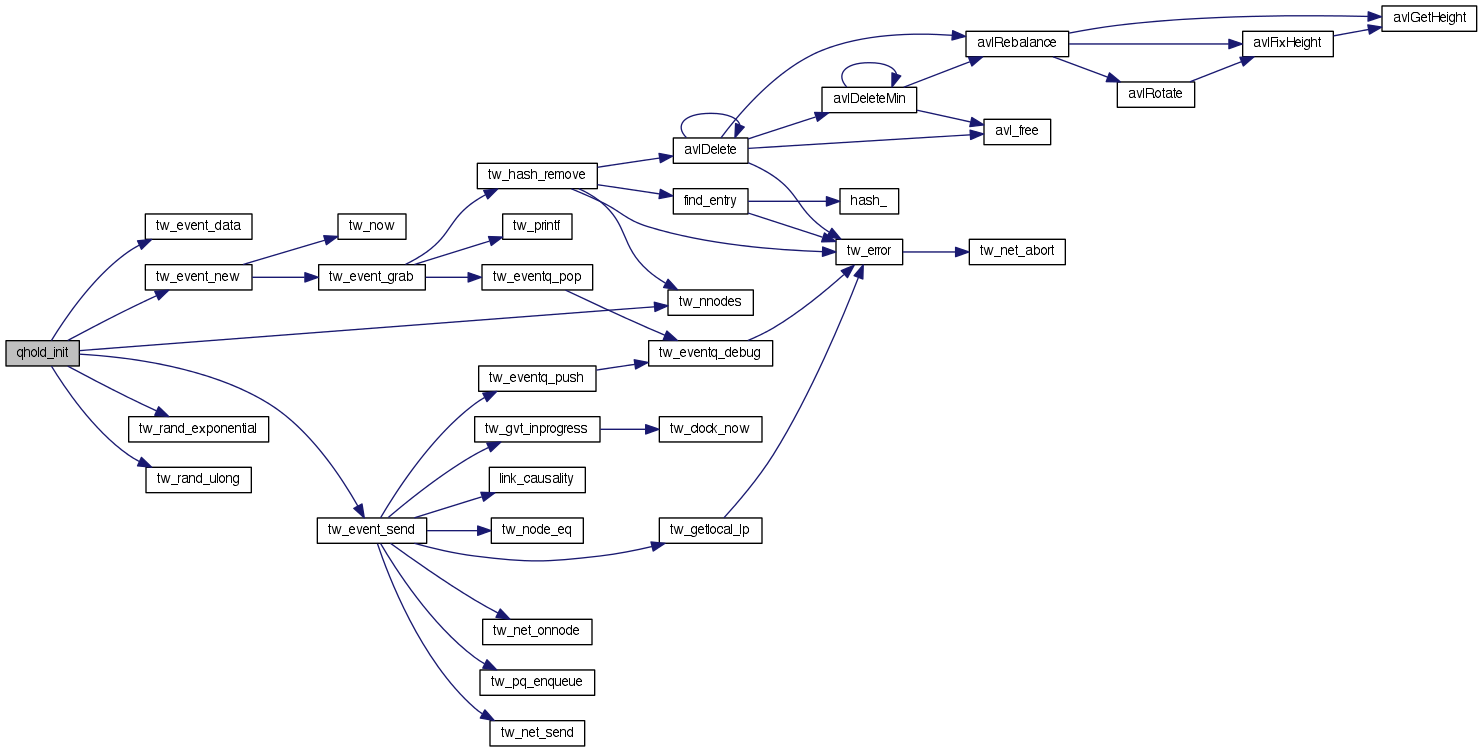 avlGetHeight
avlRebalance
avlFixHeight
avlDeleteMin
avlRotate
avl_free
avlDelete
tw_hash_remove
find_entry
hash_
tw_event_data
tw_now
tw_printf
tw_error
tw_net_abort
tw_event_new
tw_event_grab
tw_eventq_pop
tw_nnodes
qhold_init
tw_eventq_debug
tw_eventq_push
tw_rand_exponential
tw_gvt_inprogress
tw_clock_now
tw_rand_ulong
link_causality
tw_event_send
tw_node_eq
tw_getlocal_lp
tw_net_onnode
tw_pq_enqueue
tw_net_send